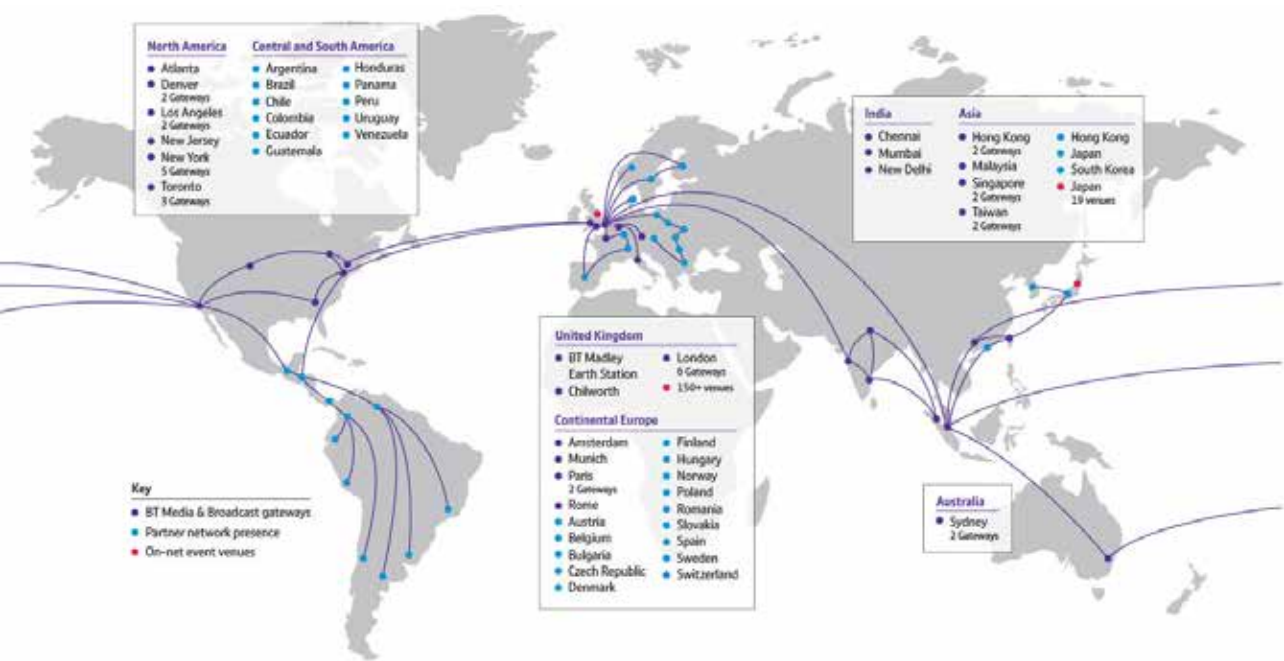 North America
Atlanta
Denver
2 Gateways
Los Angeles
2 Gateways
New Jersey
New York
5 Gateways
Toronto
3 Gateways
Central and South America
Argentina
Brazil
Chile
Colombia
Ecuador
Guatemala
Honduras
Panama
Peru
Uruguay
Venezuela
India
Chennai
Mumbai
New Delhi
Asia
Hong Kong
2 Gateways
Malaysia
Singapore
2 Gateways
Taiwan
2 Gateways
Hong Kong
Japan
South Korea
Japan
19 venues
United Kingdom
BT Madley
Earth Station
Chilworth
London
6 Gateways
150+ venues
Continental Europe
Amsterdam
Munich
Paris
2 Gateways
Rome
Austria
Belgium
Bulgaria
Czech Republic
Denmark
Finland
Hungary
Norway
Poland
Romania
Slovakia
Spain
Sweden
Switzerland
Key
BT Media & Broadcast gateways
Partner network presence
On-net event venues
Australia
Sydney
2 Gateways